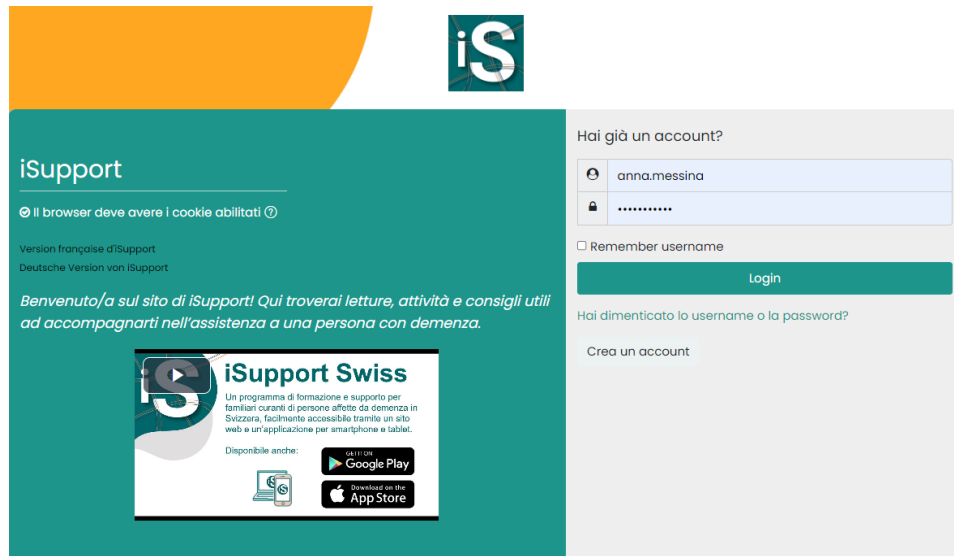 iS
Hai già un account?
anna.messina
•••••••••••
Remember username
Login
Hai dimenticato lo username o la password?
Crea un account
iSupport
Il browser deve avere i cookie abilitati
Version française d'iSupport
Deutsche Version von iSupport
Benvenuto/a sul sito di iSupport! Qui troverai letture, attività e consigli utili
ad accompagnarti nell'assistenza a una persona con demenza.
iS
iSupport Swiss
Un programma di formazione e supporto per
familiari curanti di persone affette da demenza in
Svizzera, facilmente accessibile tramite un sito
web e un'applicazione per smartphone e tablet.
Disponibile anche:
GET IT ON
Google Play
Download on the
App Store